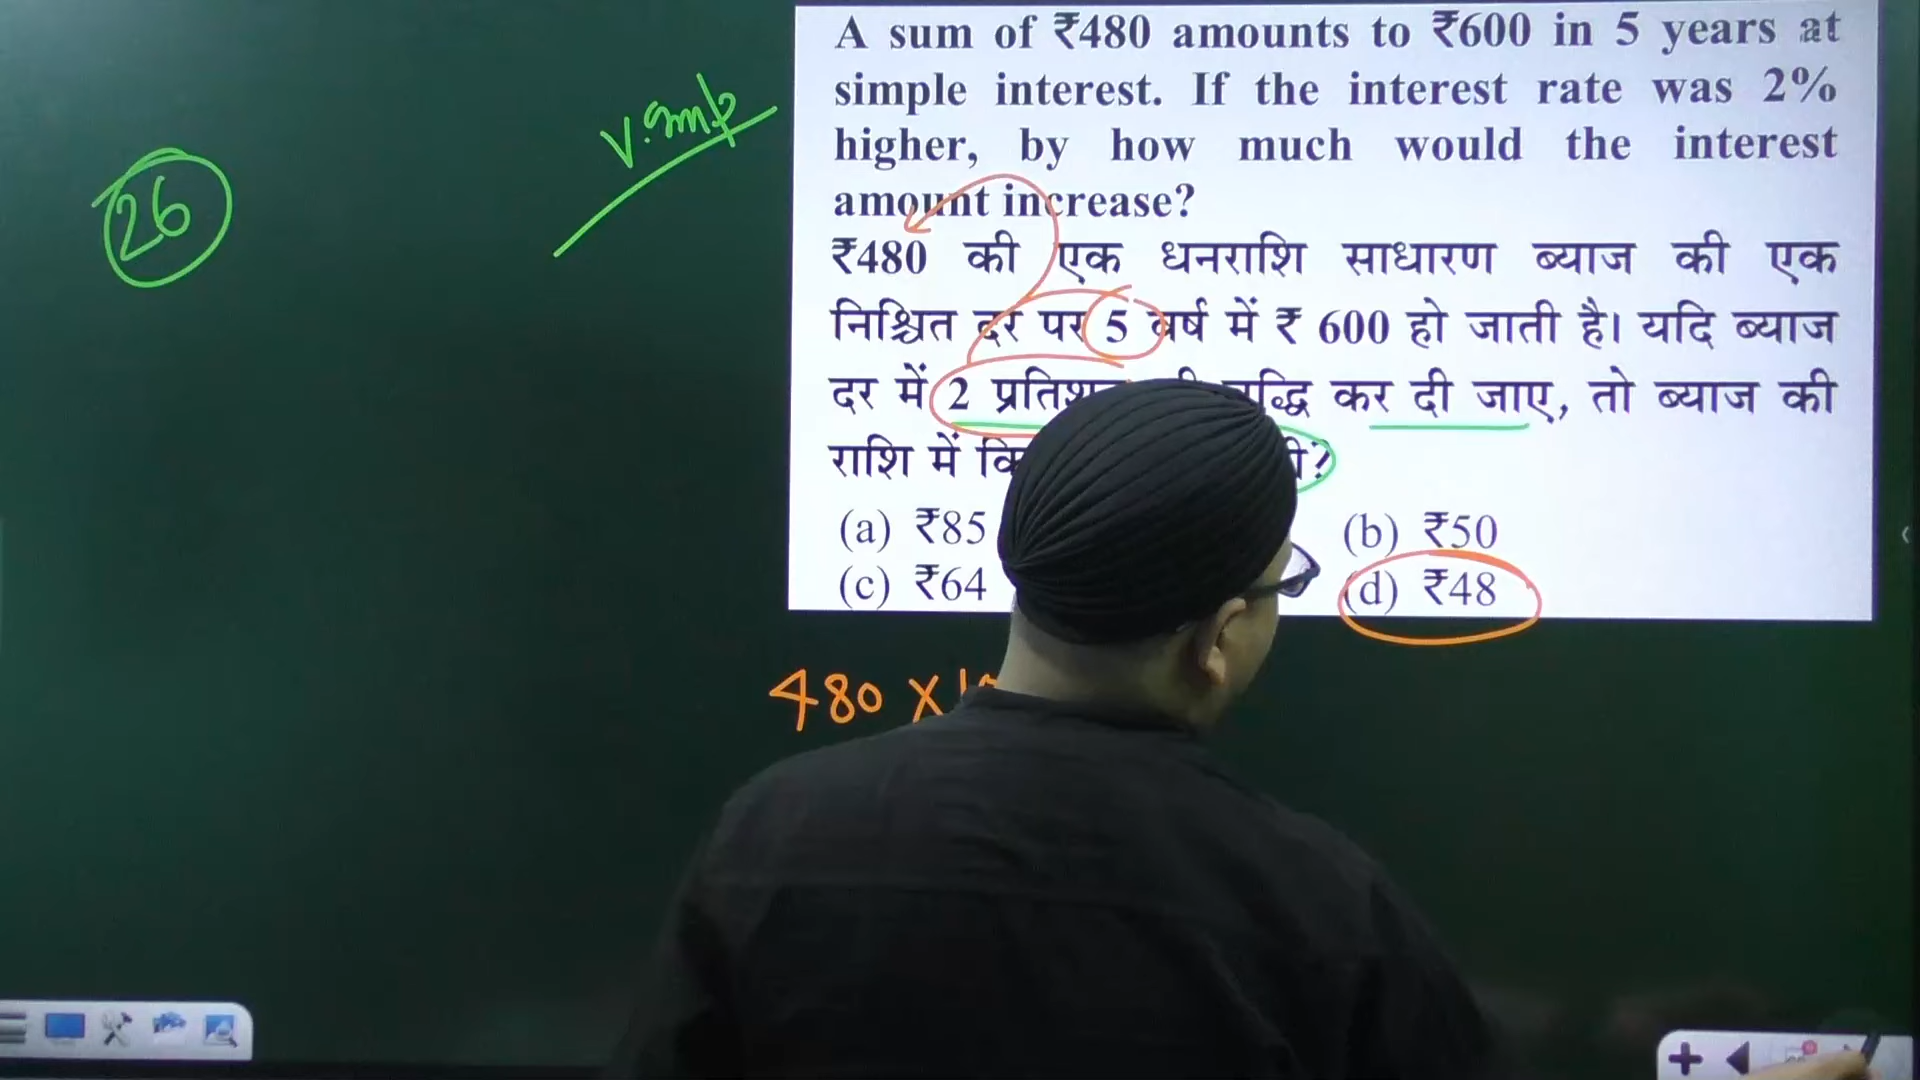 26
V.Imp
A sum of ₹480 amounts to ₹600 in 5 years at
simple interest. If the interest rate was 2%
higher, by how much would the interest
amount increase?
₹480 की एक धनराशि साधारण ब्याज की एक
निश्चित दर पर 5 वर्ष में ₹ 600 हो जाती है। यदि ब्याज
दर में 2 कर दी जाए, तो ब्याज की
राशि में
(a) ₹85 (b) ₹50
(c) ₹64 (d) ₹48
480 X